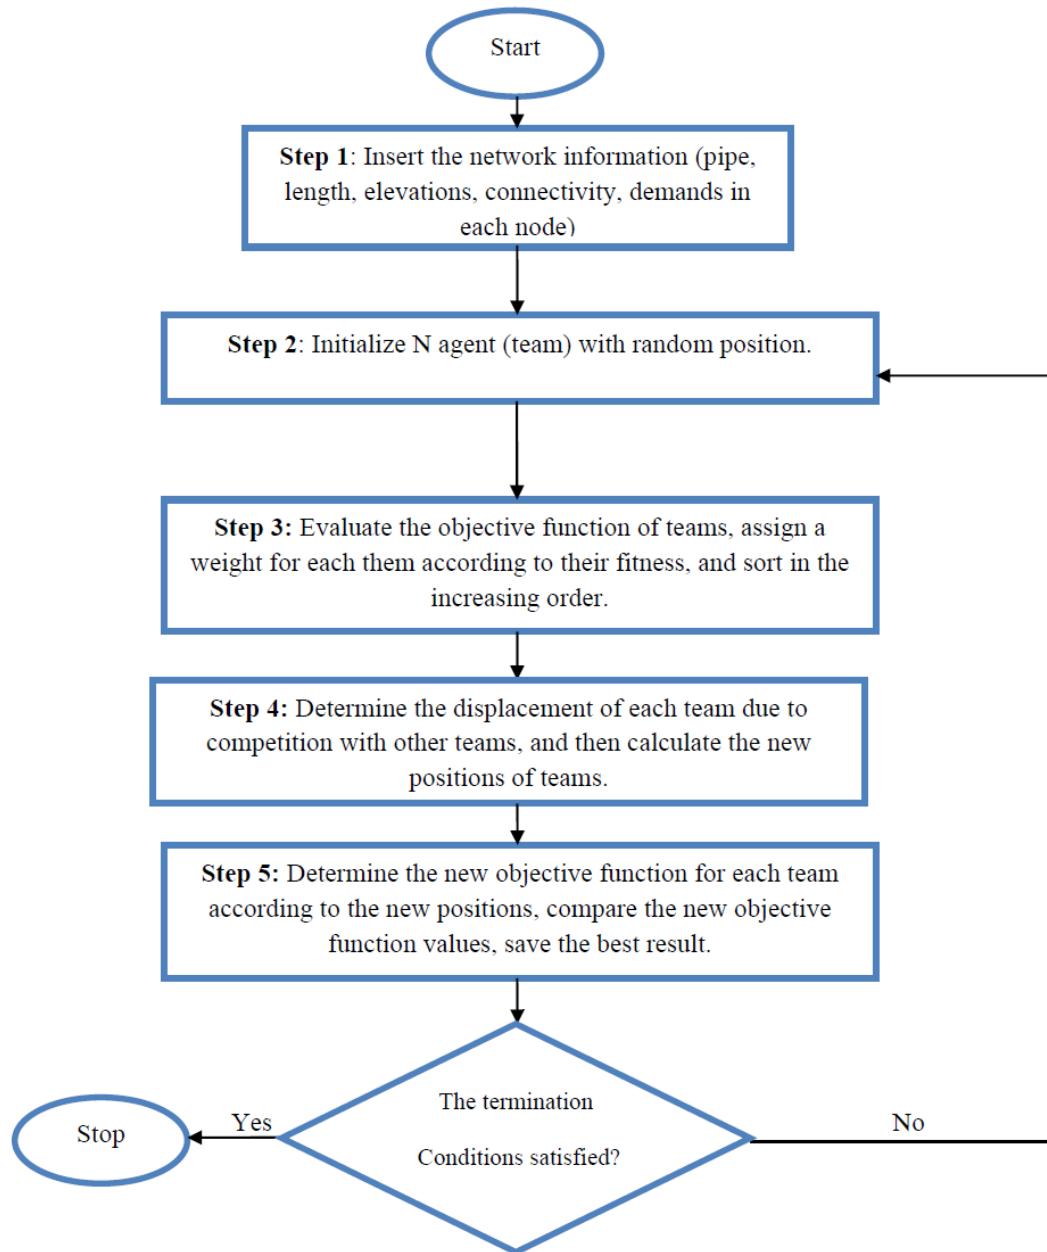 Start
Step 1: Insert the network information (pipe,
length, elevations, connectivity, demands in
each node)
Step 2: Initialize N agent (team) with random position.
Step 3: Evaluate the objective function of teams, assign a
weight for each them according to their fitness, and sort in the
increasing order.
Step 4: Determine the displacement of each team due to
competition with other teams, and then calculate the new
positions of teams.
Step 5: Determine the new objective function for each team
according to the new positions, compare the new objective
function values, save the best result.
The termination
Conditions satisfied?
Yes
No
Stop